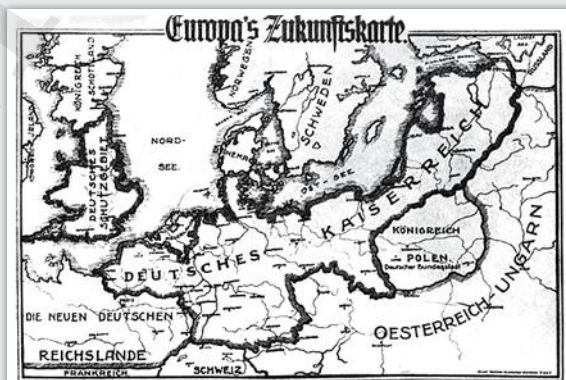 Europa's Zukunftskarte.
KÖNIGREICH
SCHOTTLAND
NORWEGEN
SCHWEDEN
RUSSLAND
NORD-
SEE.
DEUTSCHES
SCHUTZGEBIET
OST SEE
DEUTSCHES KAISERREICH
KÖNIGREICH
POLEN.
Deutscher Bundesstaat
OESTERREICH-UNGARN
DIE NEUEN DEUTSCHEN
REICHSLANDE
FRANKREICH.
SCHWEIZ